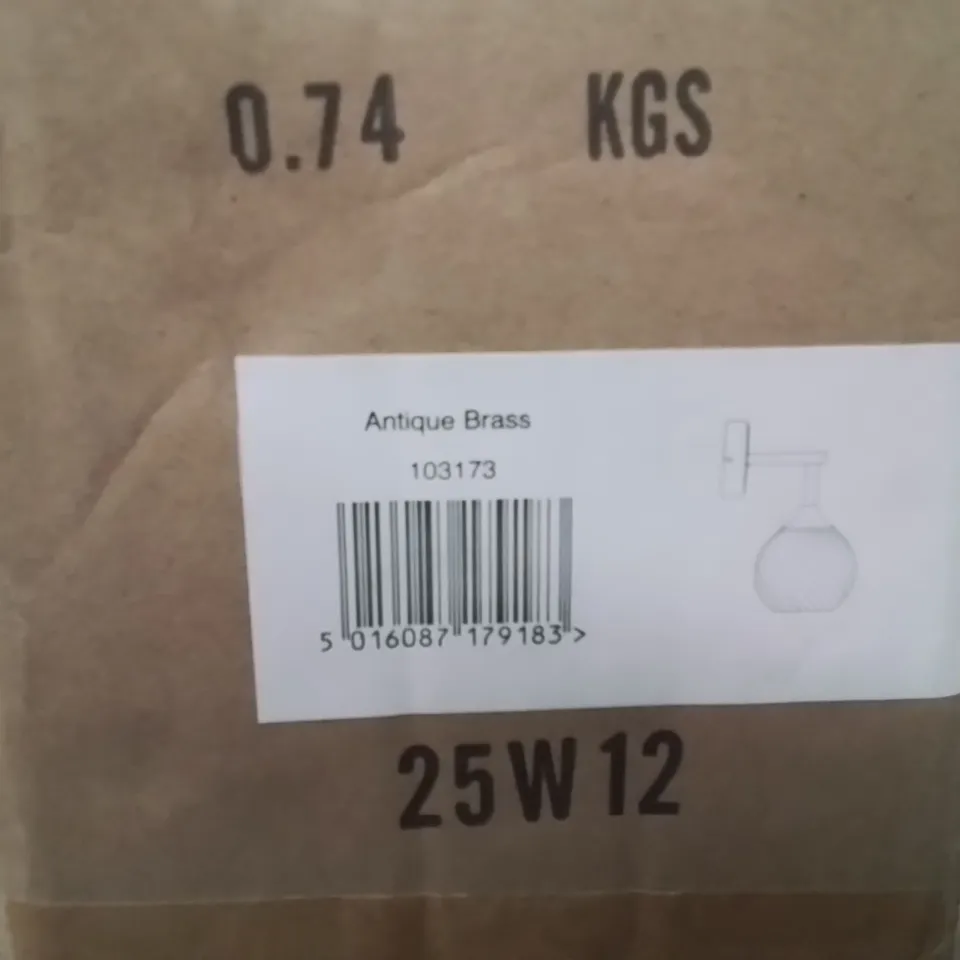 0.74 KGS
Antique Brass
103173
5 016087 179183 >
25W12